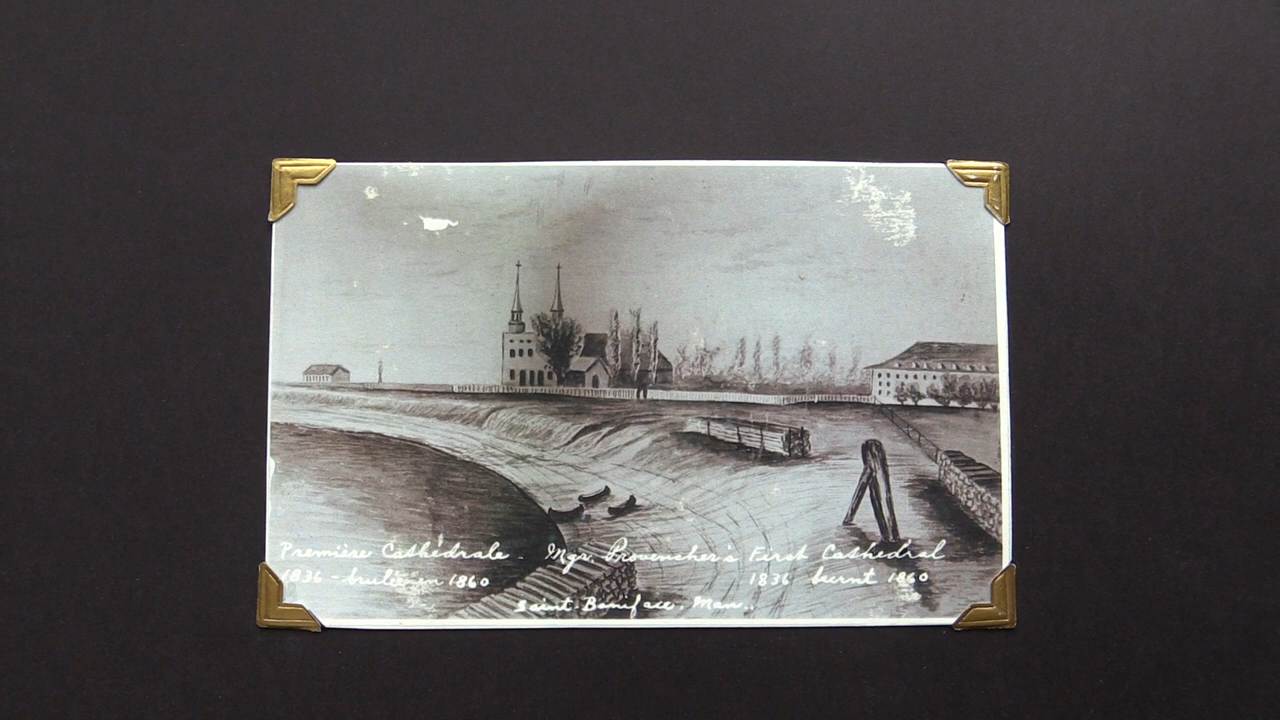 Première Cathédrale - Mgr. Provencher's First Cathedral
1836 - brulée en 1860 1836 burnt 1860
Saint-Boniface, Man..